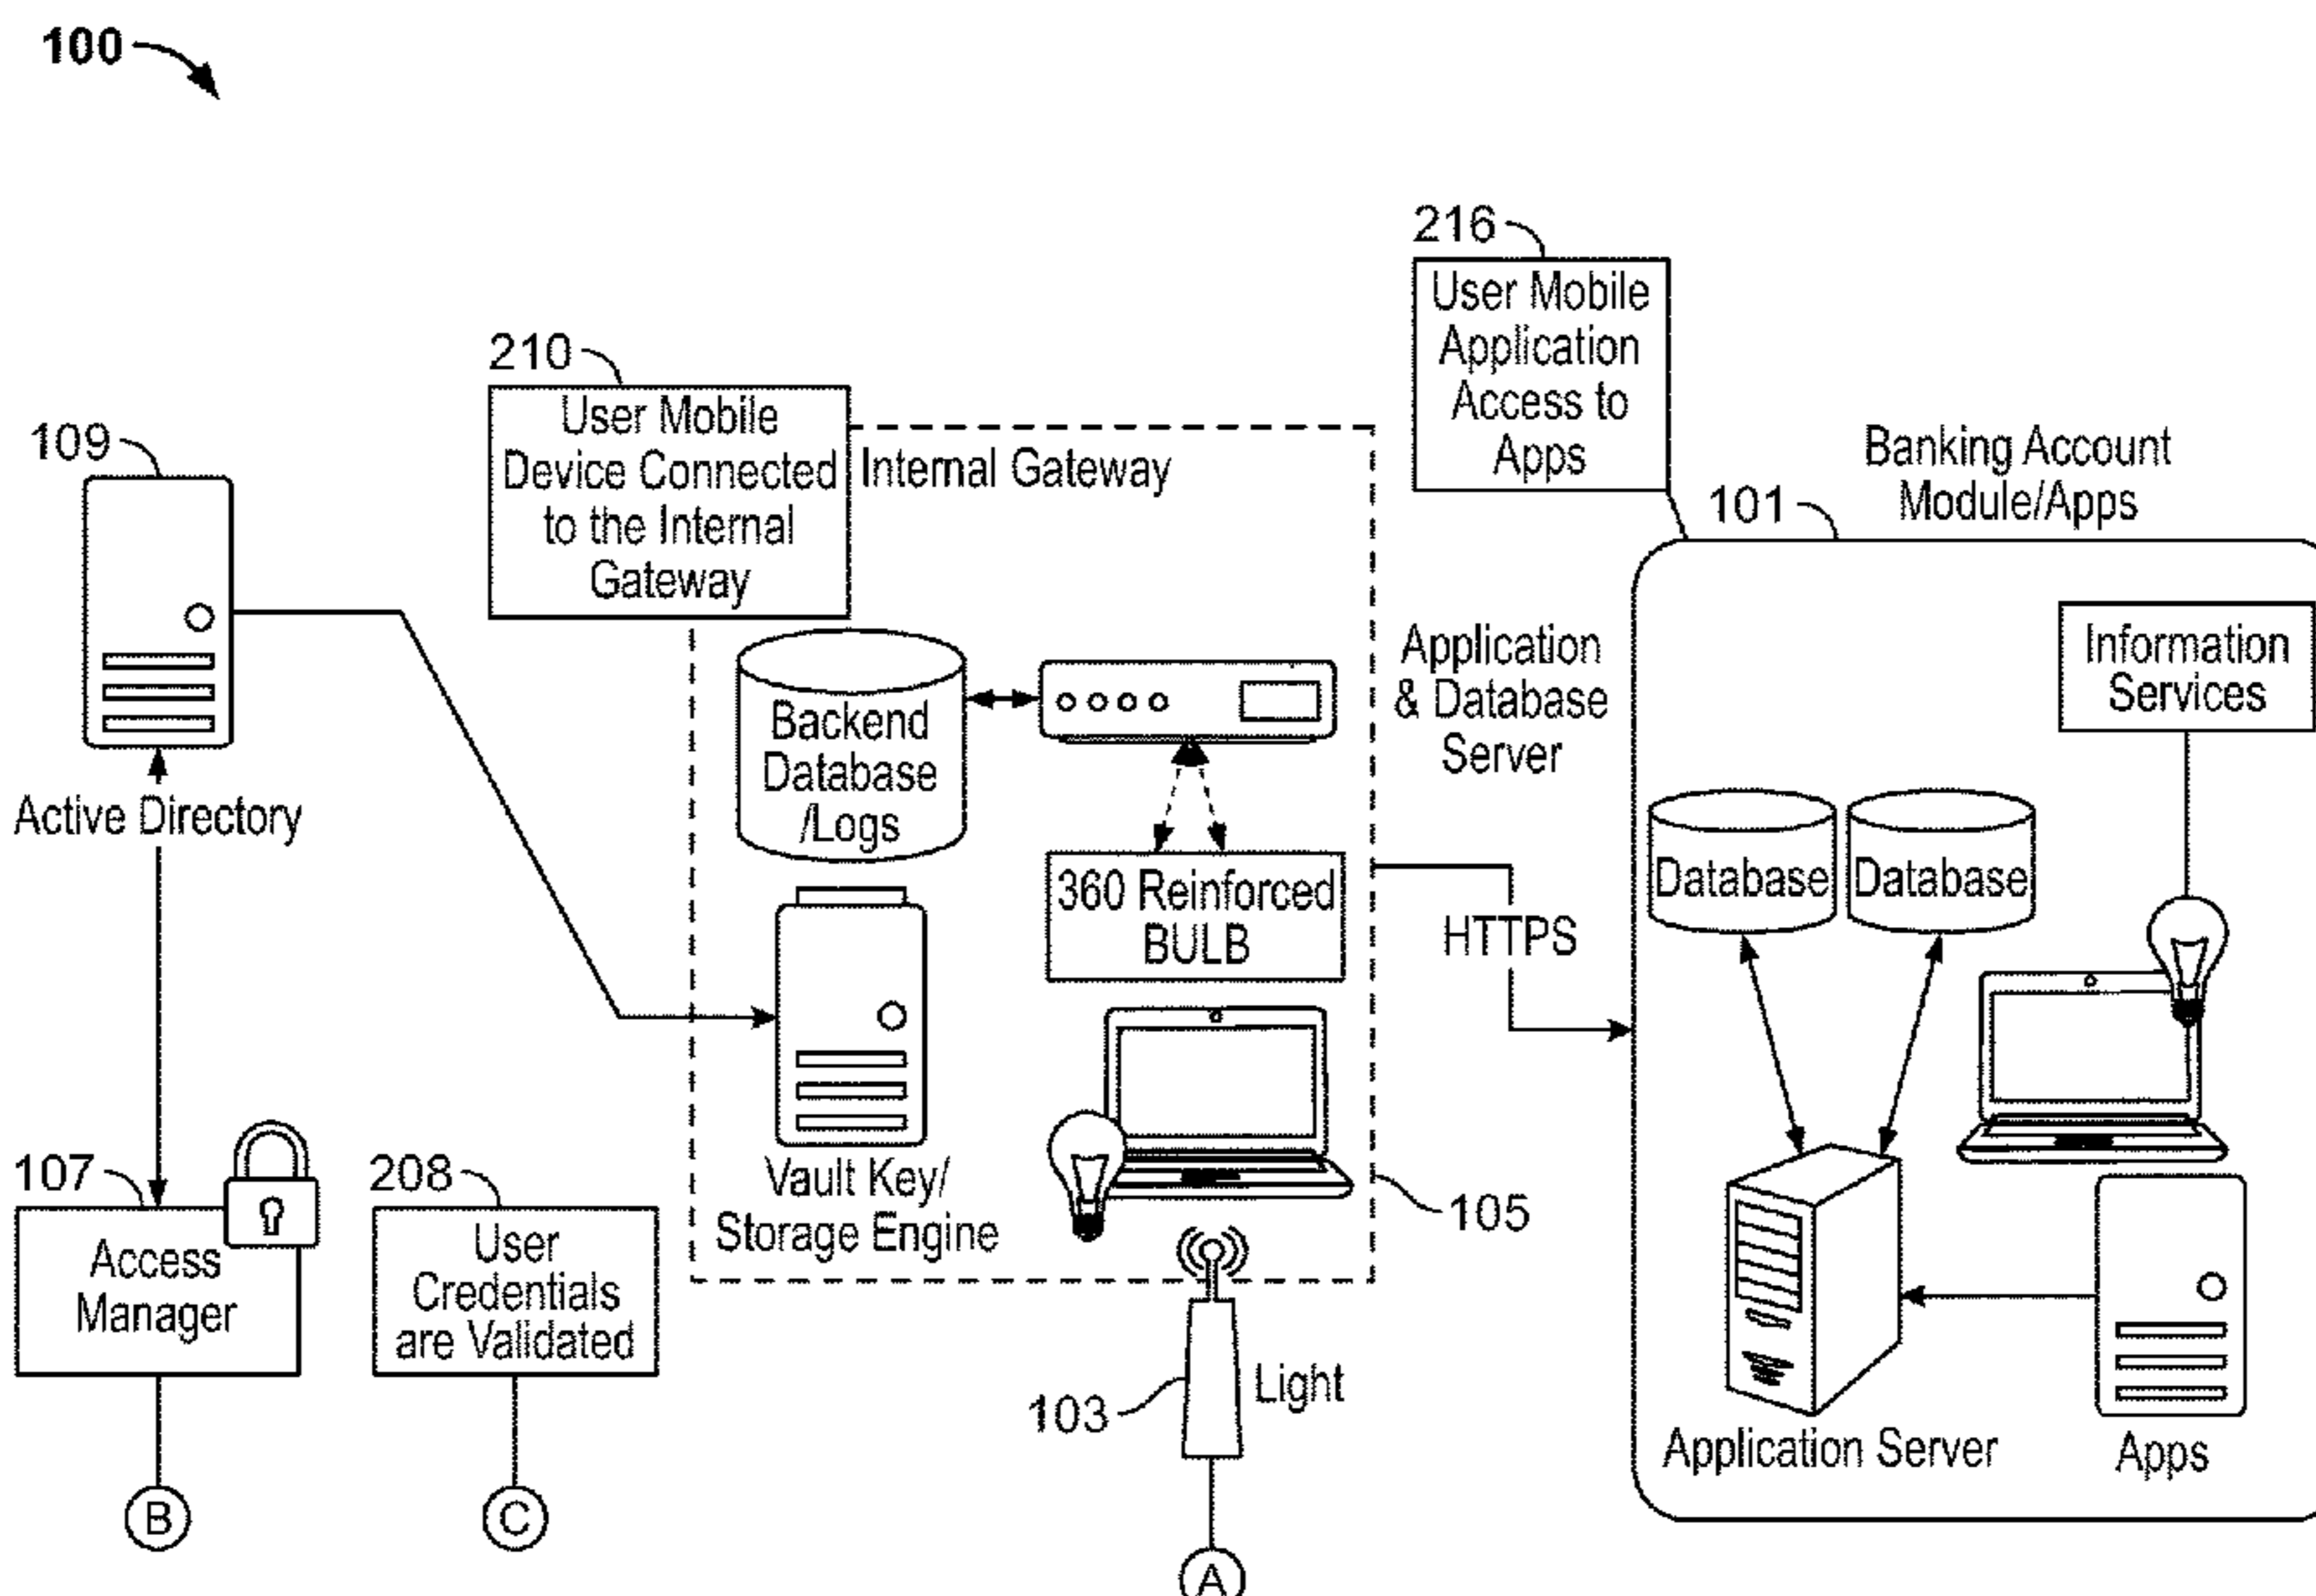 100
216
User Mobile
Application
Access to
Apps
210
User Mobile
Device Connected
to the Internal
Gateway
Internal Gateway
109
Active Directory
Banking Account
Module/Apps
101
Application
& Database
Server
Information
Services
Backend
Database
/Logs
360 Reinforced
BULB
HTTPS
Database
Database
107
Access
Manager
208
User
Credentials
are Validated
Vault Key/
Storage Engine
105
103
Light
Application Server
Apps
B
C
A